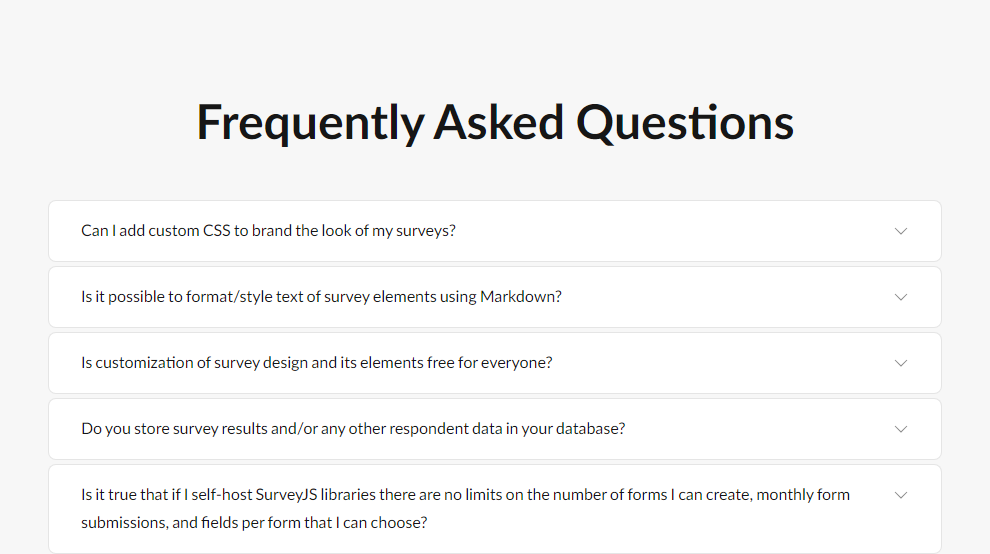 Frequently Asked Questions
Can I add custom CSS to brand the look of my surveys?
Is it possible to format/style text of survey elements using Markdown?
Is customization of survey design and its elements free for everyone?
Do you store survey results and/or any other respondent data in your database?
Is it true that if I self-host SurveyJS libraries there are no limits on the number of forms I can create, monthly form
submissions, and fields per form that I can choose?